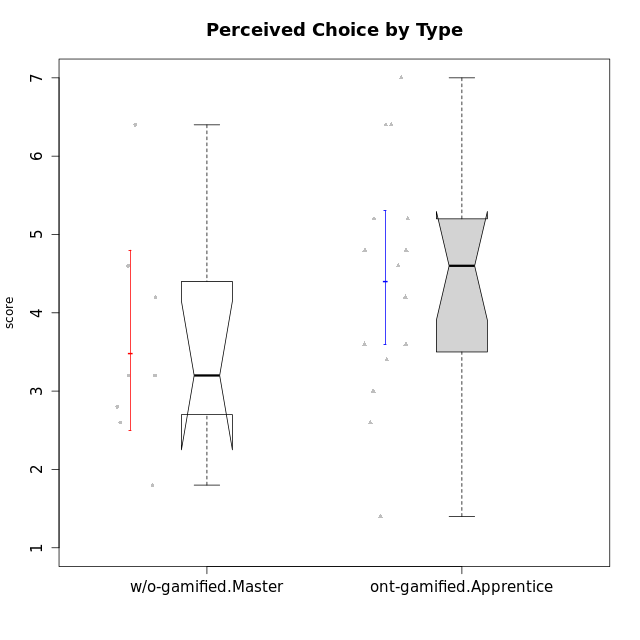 Perceived Choice by Type
7
6
5
4
3
2
1
score
w/o-gamified.Master
ont-gamified.Apprentice